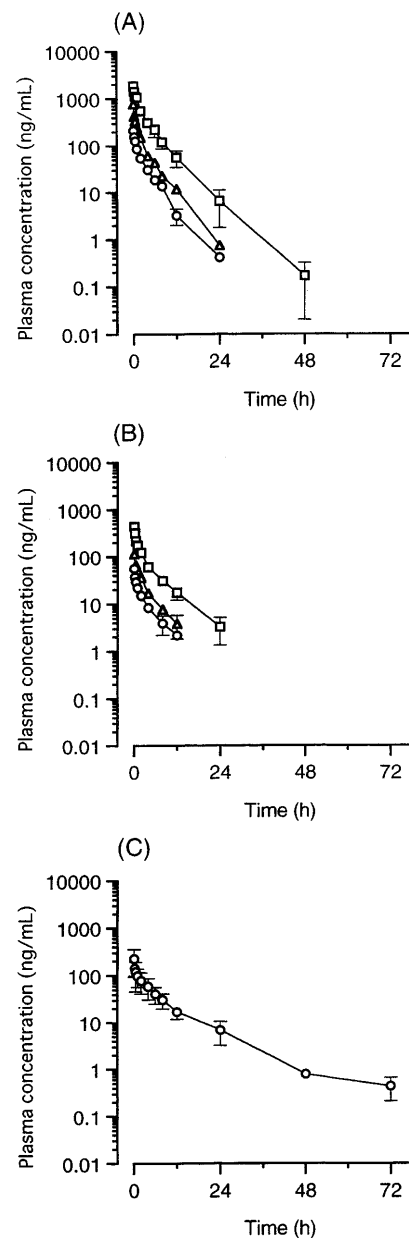 (A)
Plasma concentration (ng/mL)
10000
1000
100
10
1
0.1
0.01
0 24 48 72
Time (h)
(B)
Plasma concentration (ng/mL)
10000
1000
100
10
1
0.1
0.01
0 24 48 72
Time (h)
(C)
Plasma concentration (ng/mL)
10000
1000
100
10
1
0.1
0.01
0 24 48 72
Time (h)